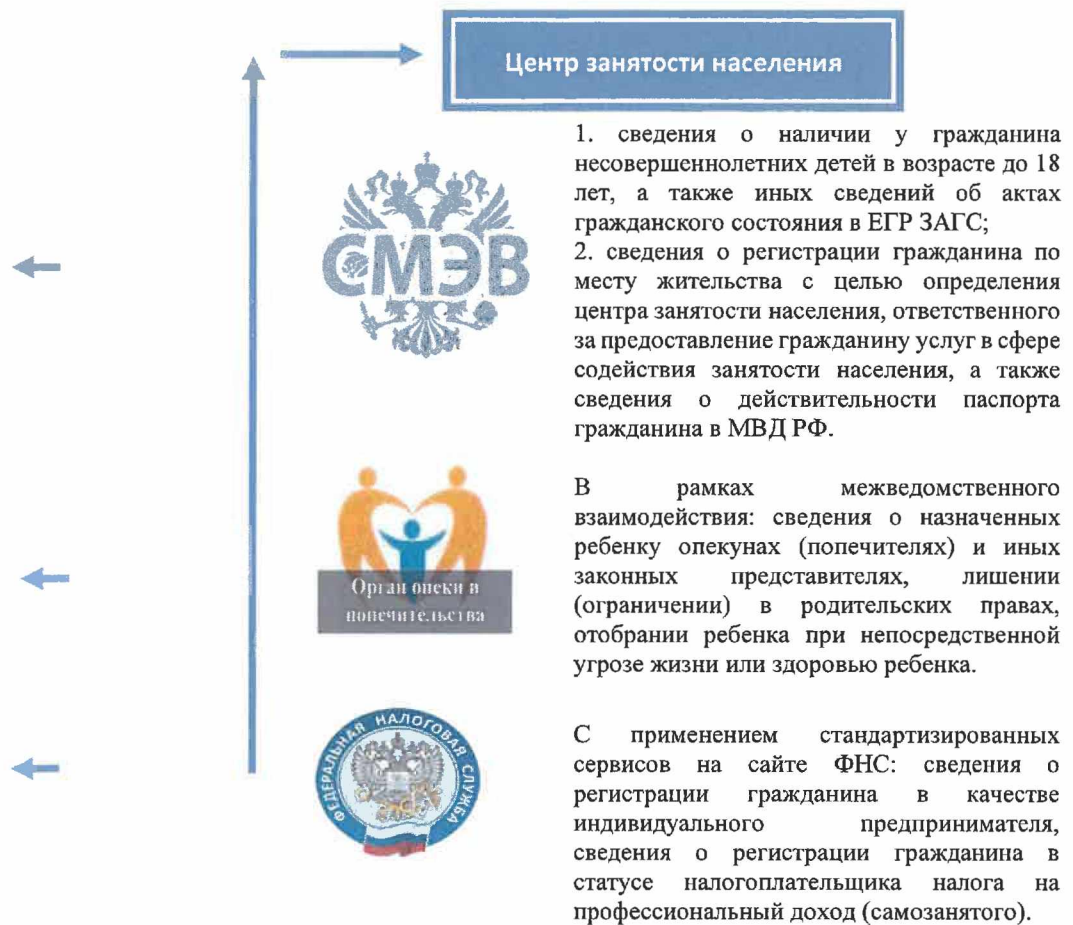 Центр занятости населения
1. сведения о наличии у гражданина
несовершеннолетних детей в возрасте до 18
лет, а также иных сведений об актах
гражданского состояния в ЕГР ЗАГС;
2. сведения о регистрации гражданина по
месту жительства с целью определения
центра занятости населения, ответственного
за предоставление гражданину услуг в сфере
содействия занятости населения, а также
сведения о действительности паспорта
гражданина в МВД РФ.
СМЭВ
В рамках межведомственного
взаимодействия: сведения о назначенных
ребенку опекунах (попечителях) и иных
законных представителях, лишении
(ограничении) в родительских правах,
отобрании ребенка при непосредственной
угрозе жизни или здоровью ребенка.
Орган опеки и
попечительства
С применением стандартизированных
сервисов на сайте ФНС: сведения о
регистрации гражданина в качестве
индивидуального предпринимателя,
сведения о регистрации гражданина в
статусе налогоплательщика налога на
профессиональный доход (самозанятого).
ФЕДЕРАЛЬНАЯ НАЛОГОВАЯ СЛУЖБА